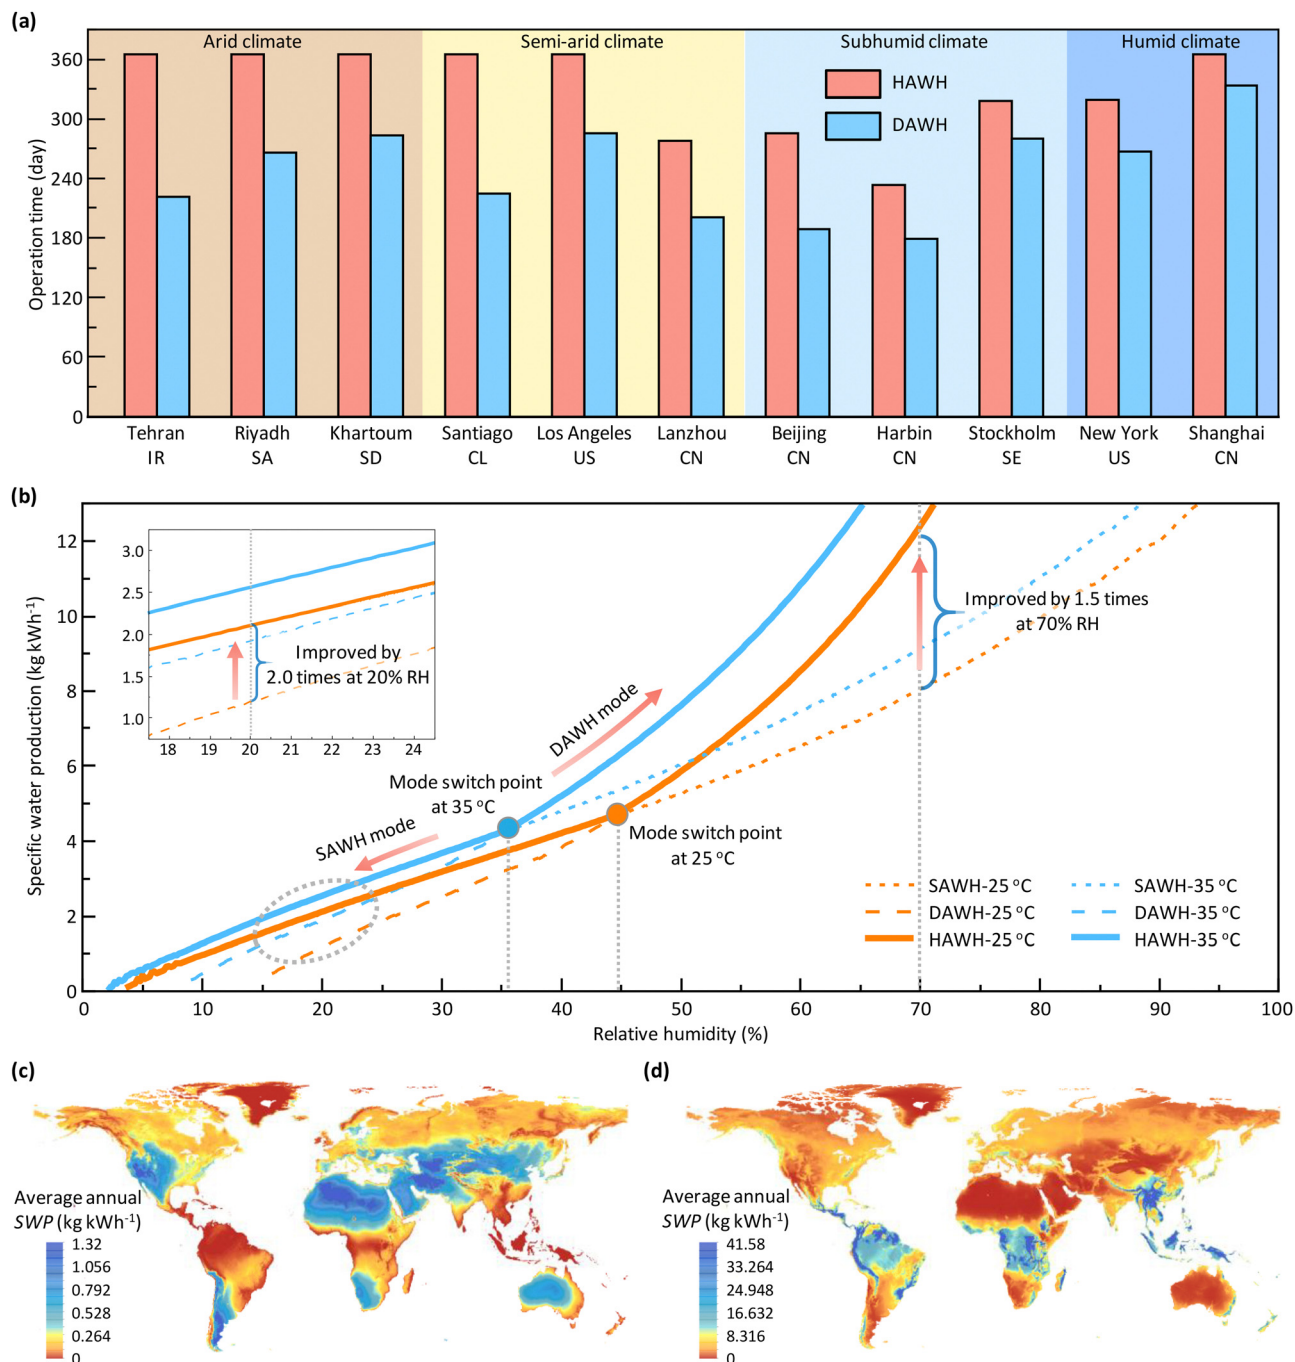 (a)
Arid climate
Semi-arid climate
Subhumid climate
Humid climate
HAWH
DAWH
Operation time (day)
360
300
240
180
120
60
0
Tehran
IR
Riyadh
SA
Khartoum
SD
Santiago
CL
Los Angeles
US
Lanzhou
CN
Beijing
CN
Harbin
CN
Stockholm
SE
New York
US
Shanghai
CN
(b)
Specific water production (kg kWh⁻¹)
12
10
8
6
4
2
0
3.0
2.5
2.0
1.5
1.0
18 19 20 21 22 23 24
Improved by
2.0 times at 20% RH
Improved by 1.5 times
at 70% RH
DAWH mode
Mode switch point
at 35 °C
SAWH mode
Mode switch point
at 25 °C
SAWH-25 °C
DAWH-25 °C
HAWH-25 °C
SAWH-35 °C
DAWH-35 °C
HAWH-35 °C
0 10 20 30 40 50 60 70 80 90 100
Relative humidity (%)
(c)
Average annual
SWP (kg kWh⁻¹)
1.32
1.056
0.792
0.528
0.264
0
(d)
Average annual
SWP (kg kWh⁻¹)
41.58
33.264
24.948
16.632
8.316
0